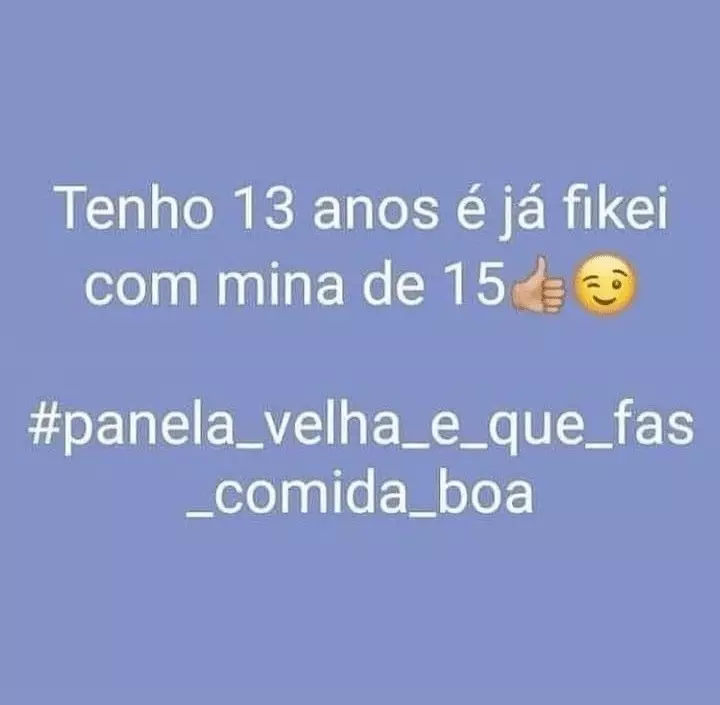 Tenho 13 anos é já fikei
com mina de 15👍🏼😉
#panela_velha_e_que_fas
_comida_boa